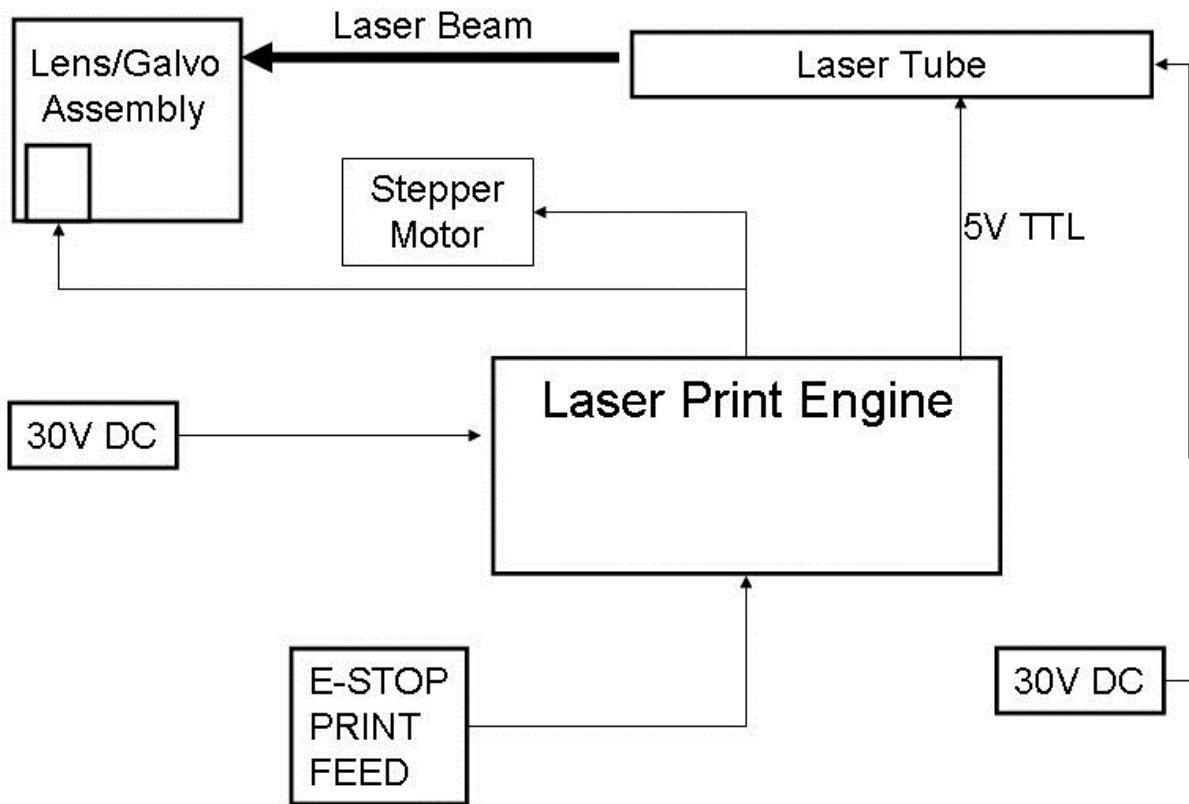 Laser Beam
Lens/Galvo
Assembly
Laser Tube
Stepper
Motor
5V TTL
Laser Print Engine
30V DC
E-STOP
PRINT
FEED
30V DC